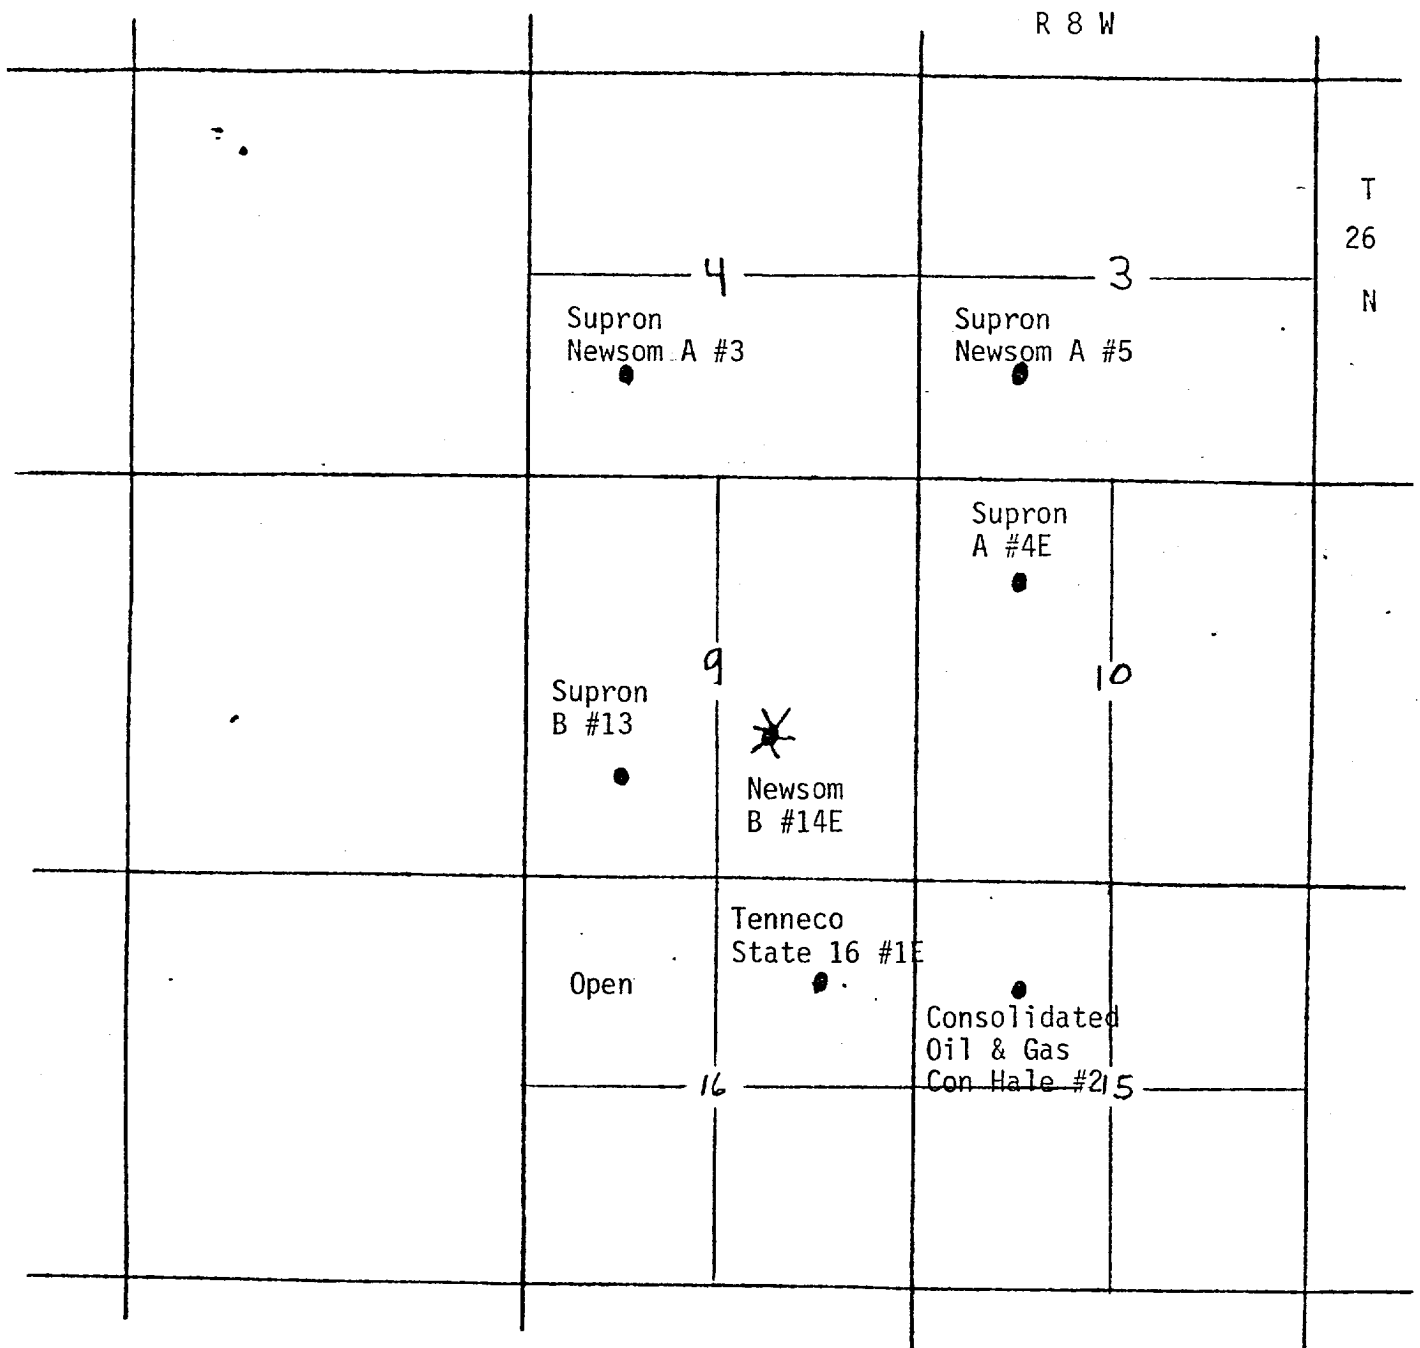 R 8 W
T
26
N
4
3
Supron
Newsom A #3
Supron
Newsom A #5
Supron
A #4E
9
10
Supron
B #13
Newsom
B #14E
Tenneco
State 16 #1E
Open
Consolidated
Oil & Gas
Con Hale #2
16
15